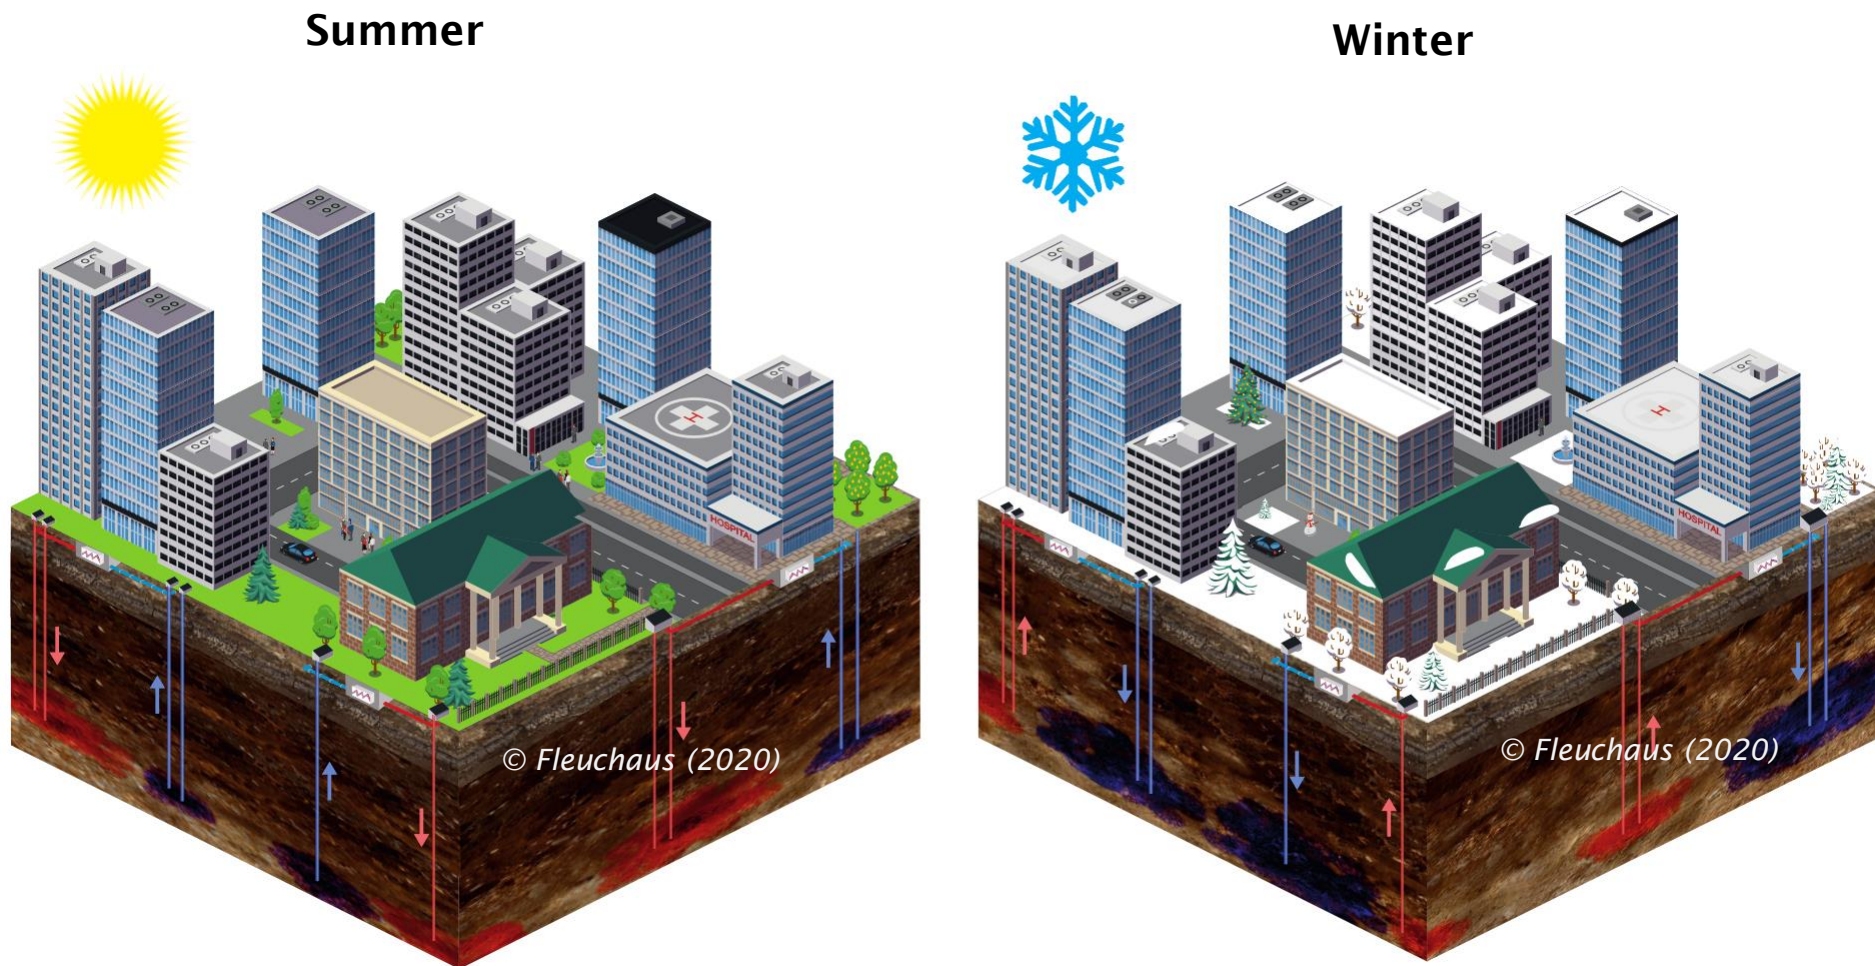 Summer
Winter
H
HOSPITAL
© Fleuchaus (2020)
H
HOSPITAL
© Fleuchaus (2020)